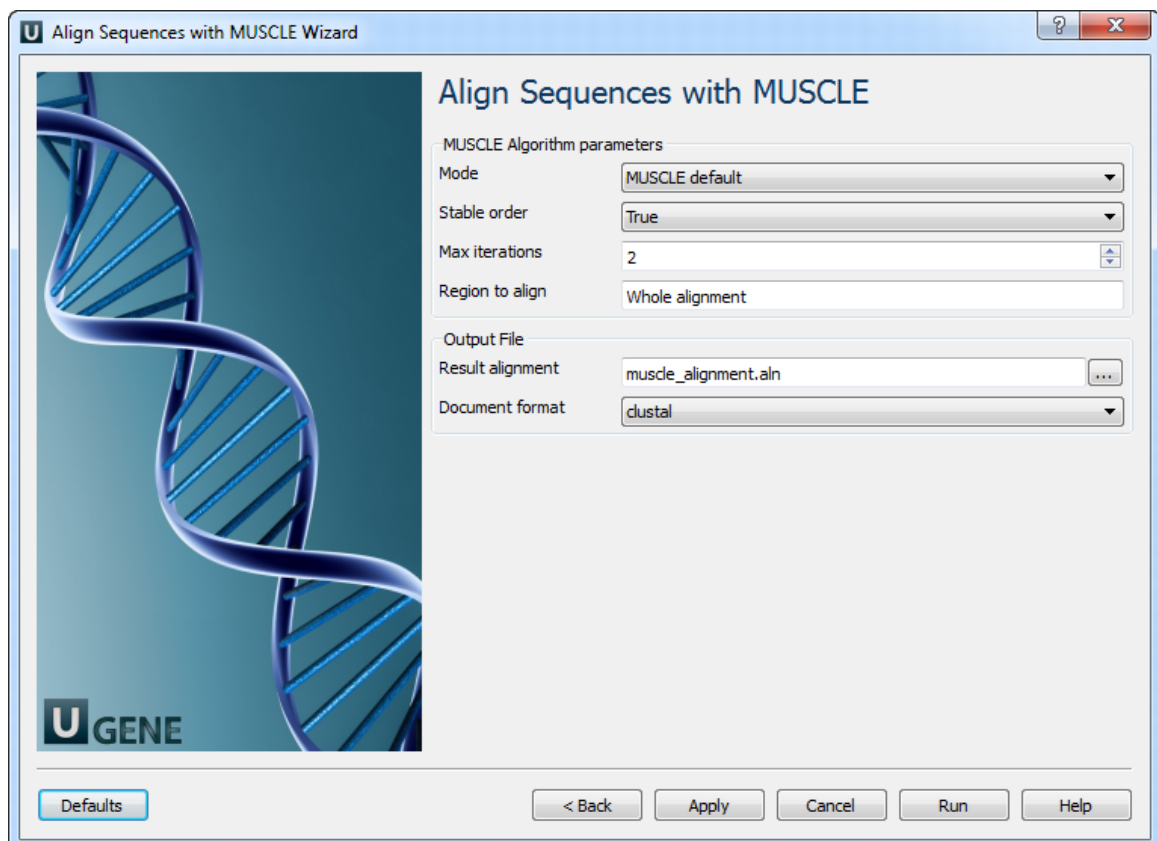 U Align Sequences with MUSCLE Wizard
Align Sequences with MUSCLE
MUSCLE Algorithm parameters
Mode MUSCLE default
Stable order True
Max iterations 2
Region to align Whole alignment
Output File
Result alignment muscle_alignment.aln ...
Document format clustal
U GENE
Defaults < Back Apply Cancel Run Help